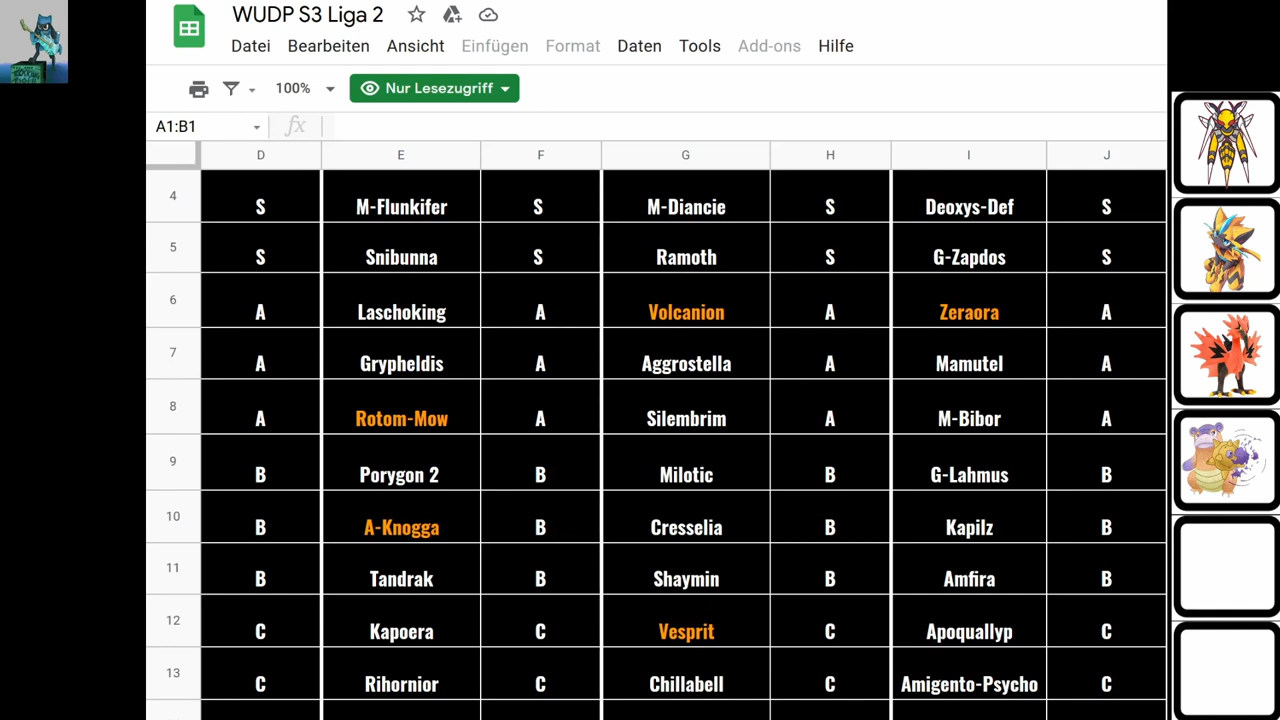 WUDP S3 Liga 2
Datei Bearbeiten Ansicht Einfügen Format Daten Tools Add-ons Hilfe
100% Nur Lesezugriff
A1:B1 fx
D E F G H I J
4 S M-Flunkifer S M-Diancie S Deoxys-Def S
5 S Snibunna S Ramoth S G-Zapdos S
6 A Laschoking A Volcanion A Zeraora A
7 A Grypheldis A Aggrostella A Mamutel A
8 A Rotom-Mow A Silembrim A M-Bibor A
9 B Porygon 2 B Milotic B G-Lahmus B
10 B A-Knogga B Cresselia B Kapilz B
11 B Tandrak B Shaymin B Amfira B
12 C Kapoera C Vesprit C Apoquallyp C
13 C Rihornior C Chillabell C Amigento-Psycho C